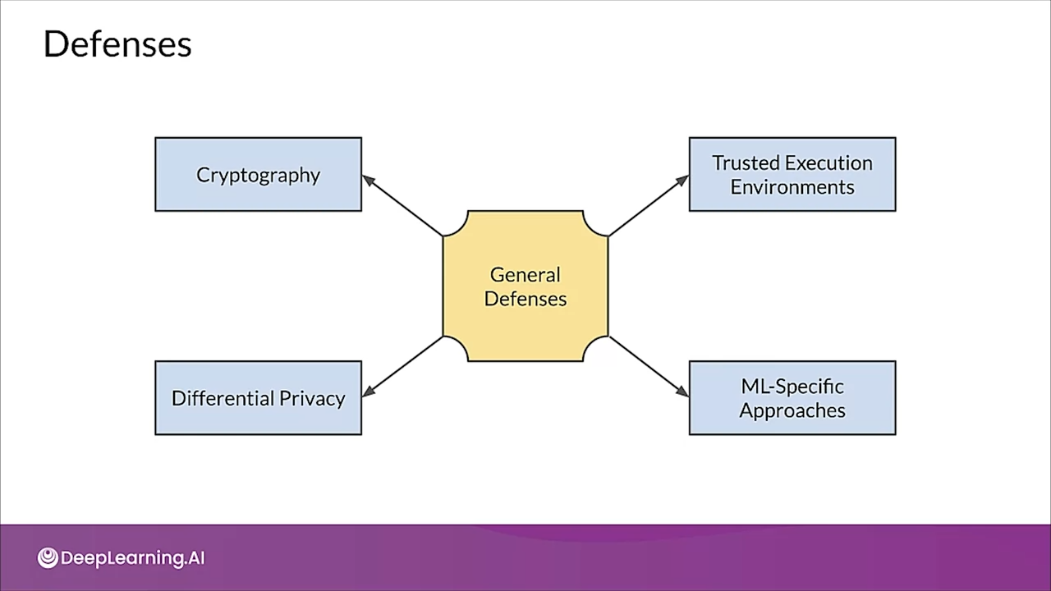 Defenses
Cryptography
Trusted Execution
Environments
General
Defenses
Differential Privacy
ML-Specific
Approaches
DeepLearning.AI